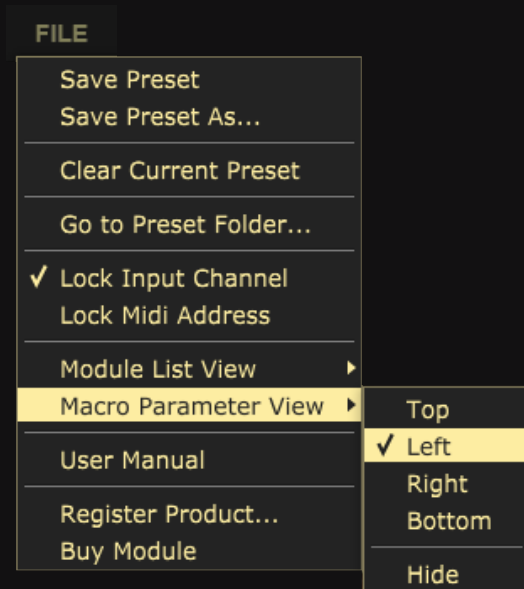 FILE
Save Preset
Save Preset As...
Clear Current Preset
Go to Preset Folder...
Lock Input Channel
Lock Midi Address
Module List View
Macro Parameter View
User Manual
Register Product...
Buy Module
Top
Left
Right
Bottom
Hide